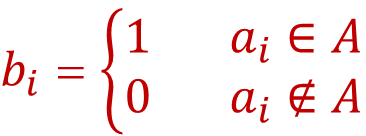 b_i = { 1 a_i ∈ A
0 a_i ∉ A